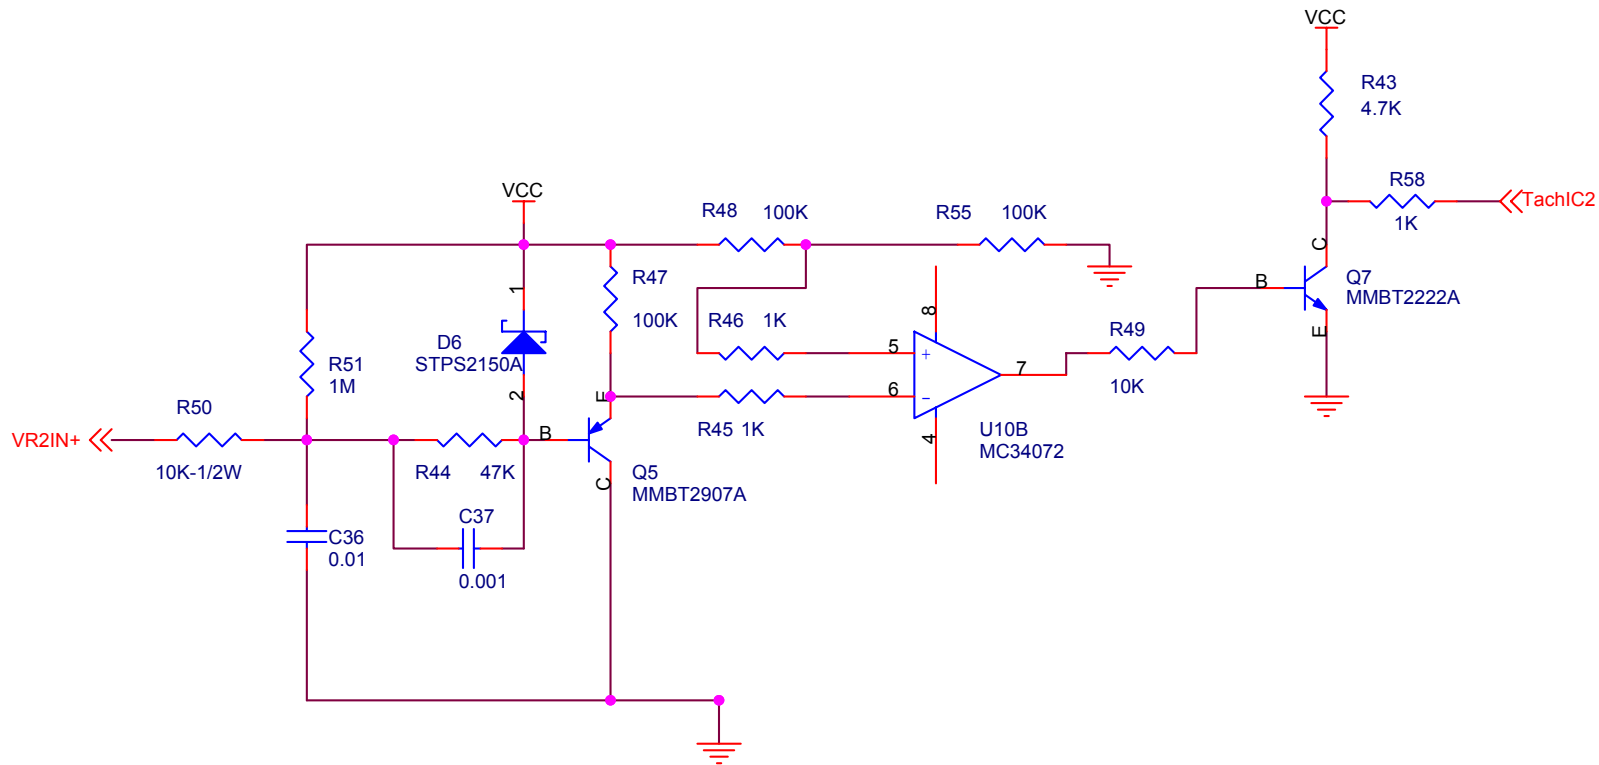 VCC
R43
4.7K
R58
1K
TachIC2
C
B
E
Q7
MMBT2222A
VCC
R48 100K
R55 100K
1
R47
100K
R46 1K
8
D6
STPS2150A
5
+
7
R49
10K
R51
1M
2
E
6
-
R50
R45 1K
4
U10B
MC34072
VR2IN+
B
10K-1/2W
R44 47K
C
Q5
MMBT2907A
C37
0.001
C36
0.01